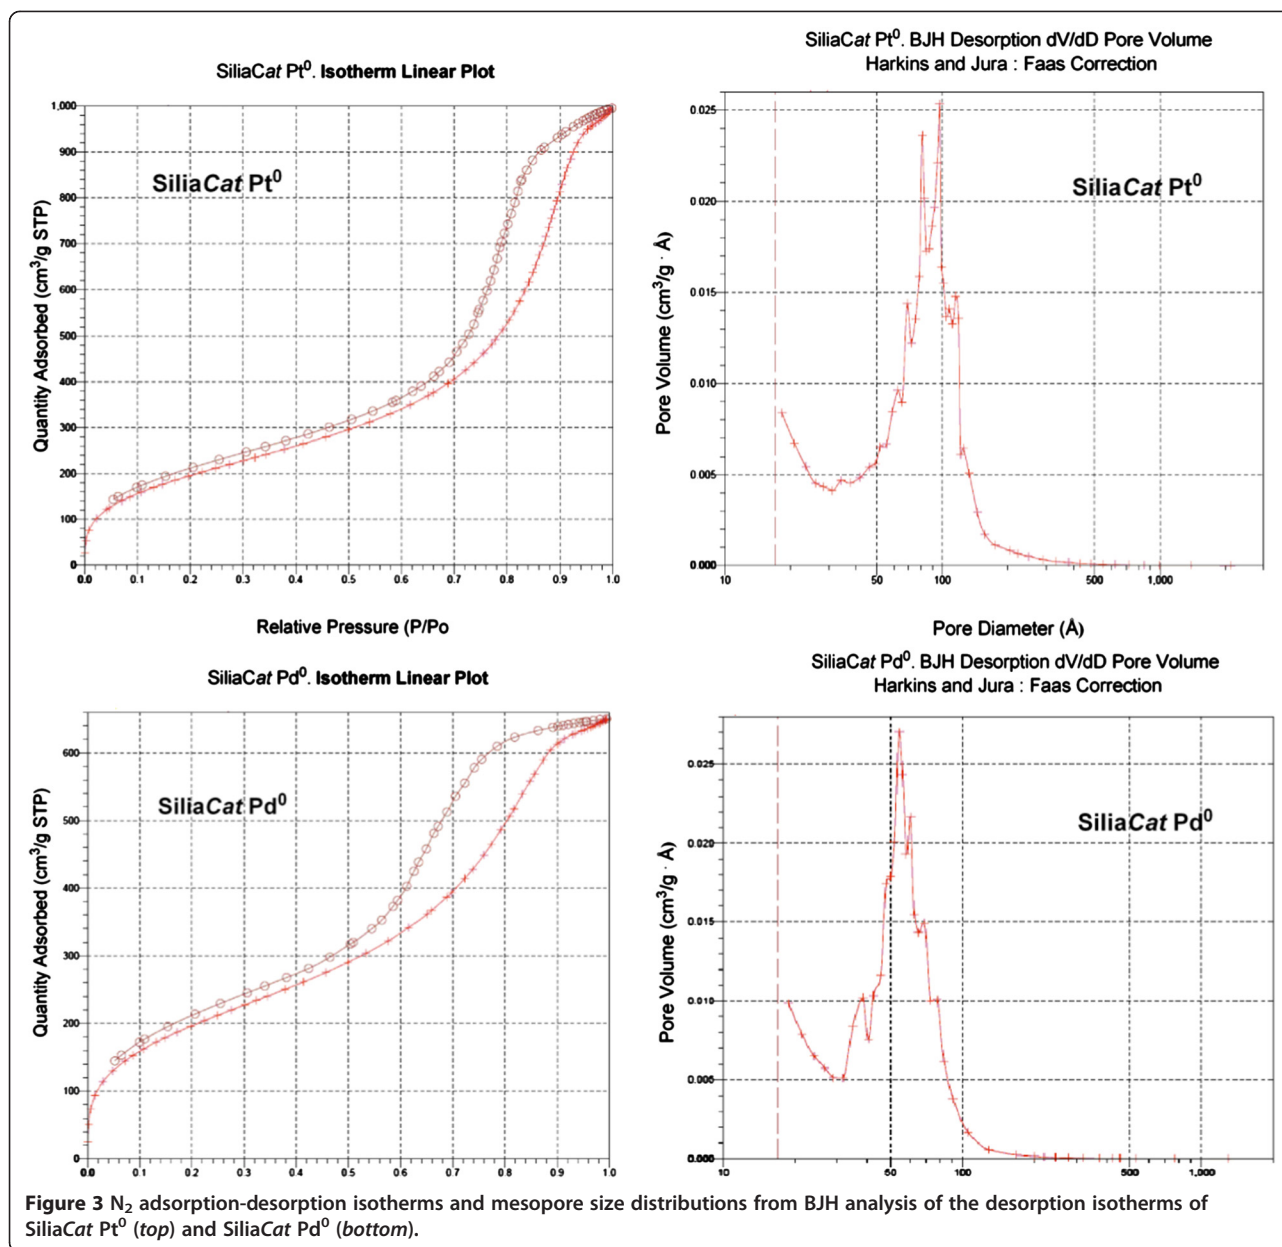 SiliaCat Pt⁰. Isotherm Linear Plot
1,000
900
800
700
600
500
400
300
200
100
0
0.0 0.1 0.2 0.3 0.4 0.5 0.6 0.7 0.8 0.9 1.0
Quantity Adsorbed (cm³/g STP)
SiliaCat Pt⁰
Relative Pressure (P/Po
SiliaCat Pt⁰. BJH Desorption dV/dD Pore Volume
Harkins and Jura : Faas Correction
0.025
0.020
0.015
0.010
0.005
0.000
10 50 100 500 1,000
Pore Volume (cm³/g · Å)
SiliaCat Pt⁰
Pore Diameter (Å)
SiliaCat Pd⁰. Isotherm Linear Plot
600
500
400
300
200
100
0
0.0 0.1 0.2 0.3 0.4 0.5 0.6 0.7 0.8 0.9 1.0
Quantity Adsorbed (cm³/g STP)
SiliaCat Pd⁰
SiliaCat Pd⁰. BJH Desorption dV/dD Pore Volume
Harkins and Jura : Faas Correction
0.025
0.020
0.015
0.010
0.005
0.000
10 50 100 500 1,000
Pore Volume (cm³/g · Å)
SiliaCat Pd⁰
Figure 3 N₂ adsorption-desorption isotherms and mesopore size distributions from BJH analysis of the desorption isotherms of
SiliaCat Pt⁰ (top) and SiliaCat Pd⁰ (bottom).